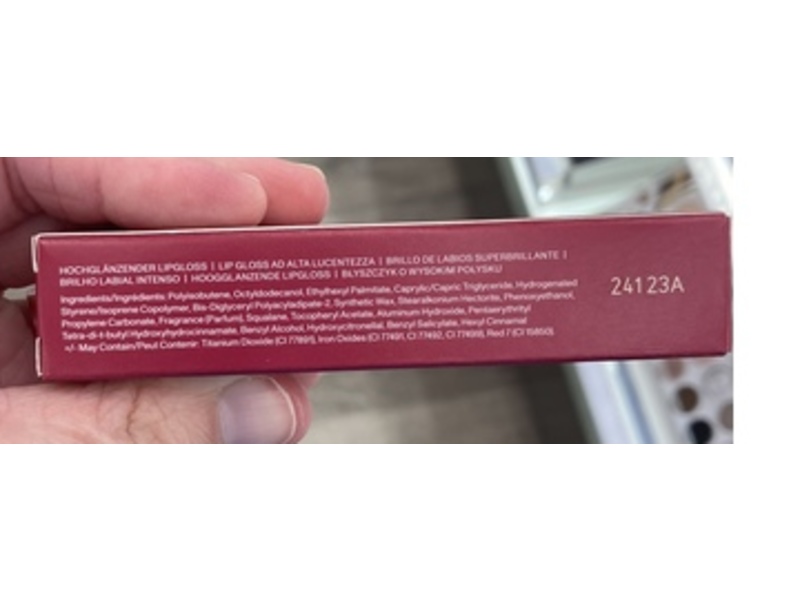 HOCHGLÄNZENDER LIPGLOSS | LIP GLOSS AD ALTA LUCENTEZZA | BRILLO DE LABIOS SUPERBRILLANTE |
BRILHO LABIAL INTENSO | HOOGGLANZENDE LIPGLOSS | BŁYSZCZYK O WYSOKIM POŁYSKU
Ingredients/Ingrédients: Polyisobutene, Octyldodecanol, Ethylhexyl Palmitate, Caprylic/Capric Triglyceride, Hydrogenated
Styrene/Isoprene Copolymer, Bis-Diglyceryl Polyacyladipate-2, Synthetic Wax, Stearalkonium Hectorite, Phenoxyethanol,
Propylene Carbonate, Fragrance (Parfum), Squalane, Tocopheryl Acetate, Aluminum Hydroxide, Pentaerythrityl
Tetra-di-t-butyl Hydroxyhydrocinnamate, Benzyl Alcohol, Hydroxycitronellal, Benzyl Salicylate, Hexyl Cinnamal
+/- May Contain/Peut Contenir: Titanium Dioxide (CI 77891), Iron Oxides (CI 77491, CI 77492, CI 77499), Red 7 (CI 15850).
24123A